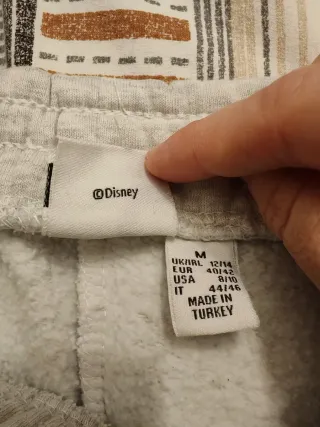 ©Disney
M
UK/IRL 12/14
EUR 40/42
USA 8/10
IT 44/46
MADE IN
TURKEY